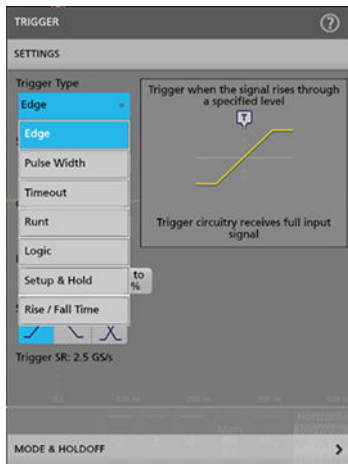 TRIGGER
?
SETTINGS
Trigger Type
Edge
Edge
Pulse Width
Timeout
Runt
Logic
Setup & Hold
Rise / Fall Time
Trigger when the signal rises through
a specified level
T
Trigger circuitry receives full input
signal
to
%
Trigger SR: 2.5 GS/s
Horizontal
Math
MODE & HOLDOFF